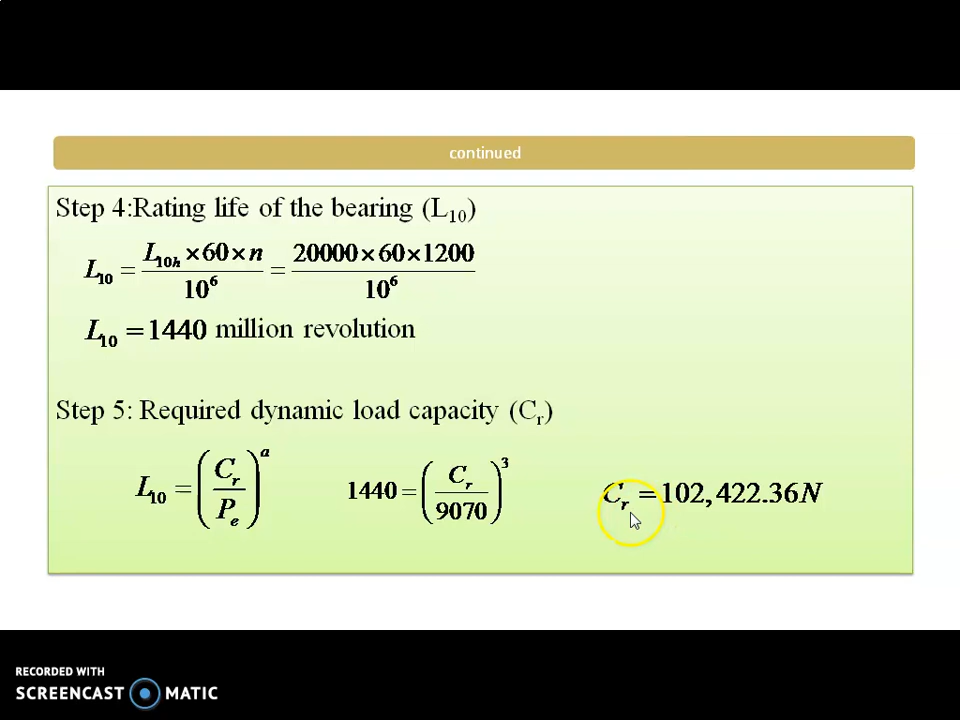 continued
Step 4:Rating life of the bearing (L₁₀)
L₁₀ = (L₁₀ₕ × 60 × n) / 10⁶ = (20000×60×1200) / 10⁶
L₁₀ = 1440 million revolution
Step 5: Required dynamic load capacity (Cᵣ)
L₁₀ = (Cᵣ / Pₑ)ᵃ 1440 = (Cᵣ / 9070)³ Cᵣ = 102,422.36N
RECORDED WITH
SCREENCAST MATIC